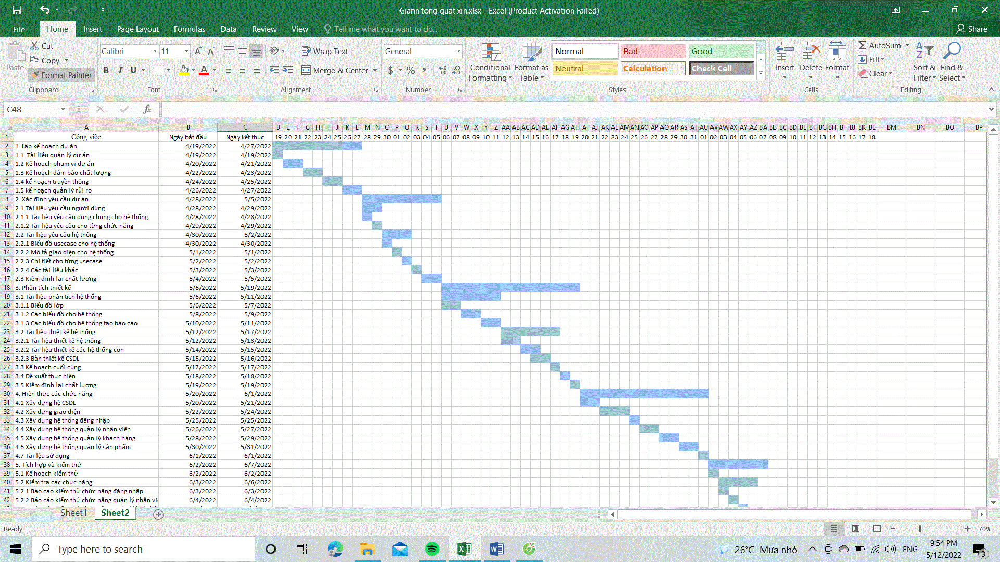 Giann tong quat xin.xlsx - Excel (Product Activation Failed)
File Home Insert Page Layout Formulas Data Review View Tell me what you want to do... Share
Cut
Copy
Format Painter
Paste
Clipboard
Calibri 11
B I U A
Font
Wrap Text
Merge & Center
Alignment
General
$ % ,
Number
Conditional Formatting
Format as Table
Normal Bad Good
Neutral Calculation Check Cell
Styles
Insert Delete Format
Cells
AutoSum
Fill
Clear
Sort & Filter
Find & Select
Editing
C48 fx
A B C D E F G H I J K L M N O P Q R S T U V W X Y Z AA AB AC AD AE AF AG AH AI AJ AK AL AM AN AO AP AQ AR AS AT AU AV AW AX AY AZ BA BB BC BD BE BF BG BH BI BJ BK BL BM BN BO BP
1 Công việc Ngày bắt đầu Ngày kết thúc 19 20 21 22 23 24 25 26 27 28 29 30 01 02 03 04 05 06 07 08 09 10 11 12 13 14 15 16 17 18 19 20 21 22 23 24 25 26 27 28 29 30 31 01 02 03 04 05 06 07 08 09 10 11 12 13 14 15 16 17 18
2 1. Lập kế hoạch dự án 4/19/2022 4/27/2022
3 1.1. Tài liệu quản lý dự án 4/19/2022 4/19/2022
4 1.2 Kế hoạch phạm vi dự án 4/20/2022 4/21/2022
5 1.3 Kế hoạch đảm bảo chất lượng 4/22/2022 4/23/2022
6 1.4 kế hoạch truyền thông 4/24/2022 4/25/2022
7 1.5 kế hoạch quản lý rủi ro 4/26/2022 4/27/2022
8 2. Xác định yêu cầu dự án 4/28/2022 5/5/2022
9 2.1 Tài liệu yêu cầu người dùng 4/28/2022 4/29/2022
10 2.1.1 Tài liệu yêu cầu dùng chung cho hệ thống 4/28/2022 4/28/2022
11 2.1.2 Tài liệu yêu cầu cho từng chức năng 4/29/2022 4/29/2022
12 2.2 Tài liệu yêu cầu hệ thống 4/30/2022 5/2/2022
13 2.2.1 Biểu đồ usecase cho hệ thống 4/30/2022 4/30/2022
14 2.2.2 Mô tả giao diện cho hệ thống 5/1/2022 5/1/2022
15 2.2.3 Chi tiết cho từng usecase 5/2/2022 5/2/2022
16 2.2.4 Các tài liệu khác 5/3/2022 5/3/2022
17 2.3 Kiểm định lại chất lượng 5/4/2022 5/5/2022
18 3. Phân tích thiết kế 5/6/2022 5/19/2022
19 3.1 Tài liệu phân tích hệ thống 5/6/2022 5/11/2022
20 3.1.1 Biểu đồ lớp 5/6/2022 5/7/2022
21 3.1.2 Các biểu đồ cho hệ thống 5/8/2022 5/9/2022
22 3.1.3 Các biểu đồ cho hệ thống tạo báo cáo 5/10/2022 5/11/2022
23 3.2 Tài liệu thiết kế hệ thống 5/12/2022 5/17/2022
24 3.2.1 Tài liệu thiết kế hệ thống 5/12/2022 5/13/2022
25 3.2.2 Tài liệu thiết kế các hệ thống con 5/14/2022 5/15/2022
26 3.2.3 Bản thiết kế CSDL 5/15/2022 5/16/2022
27 3.3 Kế hoạch cuối cùng 5/17/2022 5/17/2022
28 3.4 Đề xuất thực hiện 5/18/2022 5/18/2022
29 3.5 Kiểm định lại chất lượng 5/19/2022 5/19/2022
30 4. Hiện thực các chức năng 5/20/2022 6/1/2022
31 4.1 Xây dựng hệ CSDL 5/20/2022 5/21/2022
32 4.2 Xây dựng giao diện 5/22/2022 5/24/2022
33 4.3 Xây dựng hệ thống đăng nhập 5/25/2022 5/25/2022
34 4.4 Xây dựng hệ thống quản lý nhân viên 5/26/2022 5/27/2022
35 4.5 Xây dựng hệ thống quản lý khách hàng 5/28/2022 5/29/2022
36 4.6 Xây dựng hệ thống quản lý sản phẩm 5/30/2022 5/31/2022
37 4.7 Tài lệu sử dụng 6/1/2022 6/1/2022
38 5. Tích hợp và kiểm thử 6/2/2022 6/7/2022
39 5.1 Kế hoạch kiểm thử 6/2/2022 6/2/2022
40 5.2 Kiểm tra các chức năng 6/3/2022 6/6/2022
41 5.2.1 Báo cáo kiểm thử chức năng đăng nhập 6/3/2022 6/3/2022
42 5.2.2 Báo cáo kiểm thử chức năng quản lý nhân viê 6/4/2022 6/4/2022
Sheet1 Sheet2
Ready 70%
Type here to search
26°C Mưa nhỏ ENG 9:54 PM
5/12/2022 3